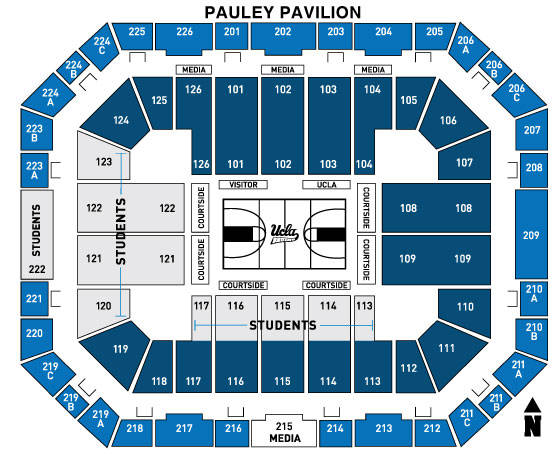 PAULEY PAVILION
225
226
201
202
203
204
205
224
C
224
B
224
A
206
A
206
B
206
C
MEDIA
MEDIA
MEDIA
223
B
223
A
207
208
124
125
126
101
102
103
104
105
106
123
126
101
102
103
104
107
VISITOR
UCLA
122
122
COURTSIDE
COURTSIDE
108
108
STUDENTS
STUDENTS
222
209
Ucla
121
121
COURTSIDE
COURTSIDE
109
109
COURTSIDE
COURTSIDE
221
120
117
116
115
114
113
110
210
A
STUDENTS
220
210
B
119
118
117
116
115
114
113
112
111
219
C
219
B
219
A
211
A
211
B
211
C
218
217
216
215
MEDIA
214
213
212
N